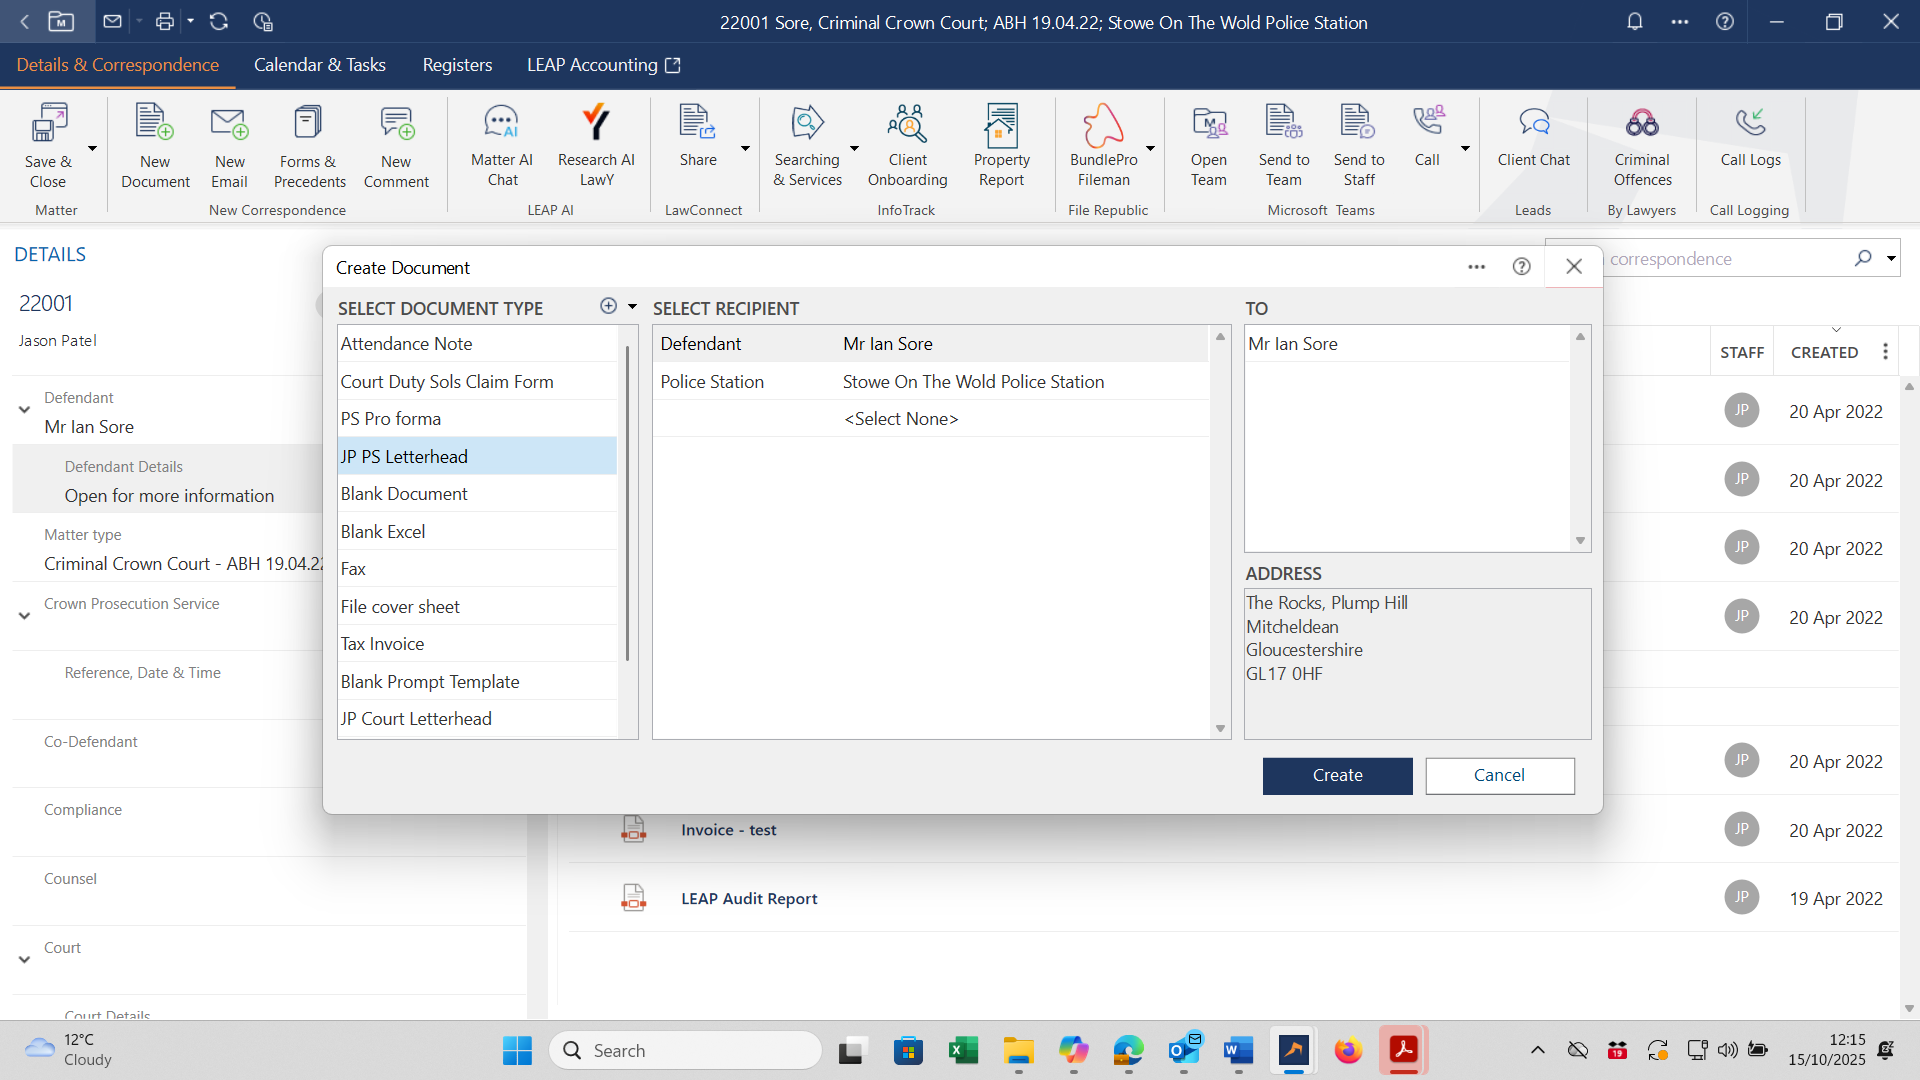 22001 Sore, Criminal Crown Court; ABH 19.04.22; Stowe On The Wold Police Station
Details & Correspondence
Calendar & Tasks
Registers
LEAP Accounting
Save & Close
New Document
New Email
Forms & Precedents
New Comment
Matter AI Chat
Research AI LawY
Share
Searching & Services
Client Onboarding
Property Report
BundlePro Fileman
Open Team
Send to Team
Send to Staff
Call
Client Chat
Criminal Offences
Call Logs
Matter
New Correspondence
LEAP AI
LawConnect
InfoTrack
File Republic
Microsoft Teams
Leads
By Lawyers
Call Logging
DETAILS
22001
Jason Patel
Defendant
Mr Ian Sore
Defendant Details
Open for more information
Matter type
Criminal Crown Court - ABH 19.04.22
Crown Prosecution Service
Reference, Date & Time
Co-Defendant
Compliance
Counsel
Court
Court Details
Create Document
SELECT DOCUMENT TYPE
Attendance Note
Court Duty Sols Claim Form
PS Pro forma
JP PS Letterhead
Blank Document
Blank Excel
Fax
File cover sheet
Tax Invoice
Blank Prompt Template
JP Court Letterhead
SELECT RECIPIENT
Defendant Mr Ian Sore
Police Station Stowe On The Wold Police Station
<Select None>
TO
Mr Ian Sore
ADDRESS
The Rocks, Plump Hill
Mitcheldean
Gloucestershire
GL17 0HF
Create
Cancel
correspondence
STAFF CREATED
JP 20 Apr 2022
JP 20 Apr 2022
JP 20 Apr 2022
JP 20 Apr 2022
JP 20 Apr 2022
Invoice - test JP 20 Apr 2022
LEAP Audit Report JP 19 Apr 2022
12°C
Cloudy
Search
19
12:15
15/10/2025